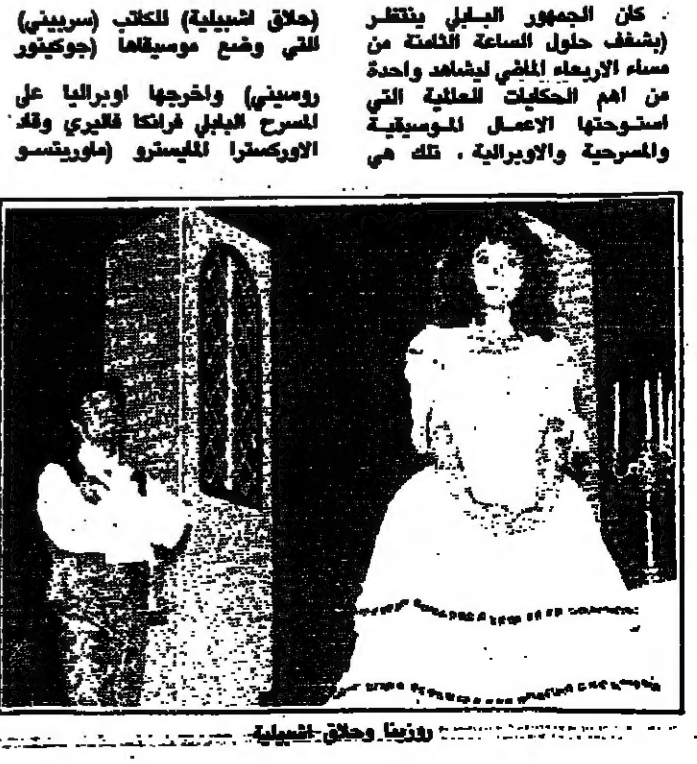 . كان الجمهور البابلي ينتظر
(بشغف حلول الساعة الثامنة من
مساء الاربعاء الماضي ليشاهد واحدة
من اهم الحكايات العالمية التي
استوحتها الاعمال الموسيقية
والمسرحية والاوبرالية ، تلك هي
(حلاق اشبيلية) للكاتب (سربيني)
التي وضع موسيقاها (جوكينور
روسيني) واخرجها اوبراليا على
المسرح البابلي فرانكا فاليري وقاد
الاوركسترا المايسترو (ماوريتسو
روزينا وحلاق اشبيلية